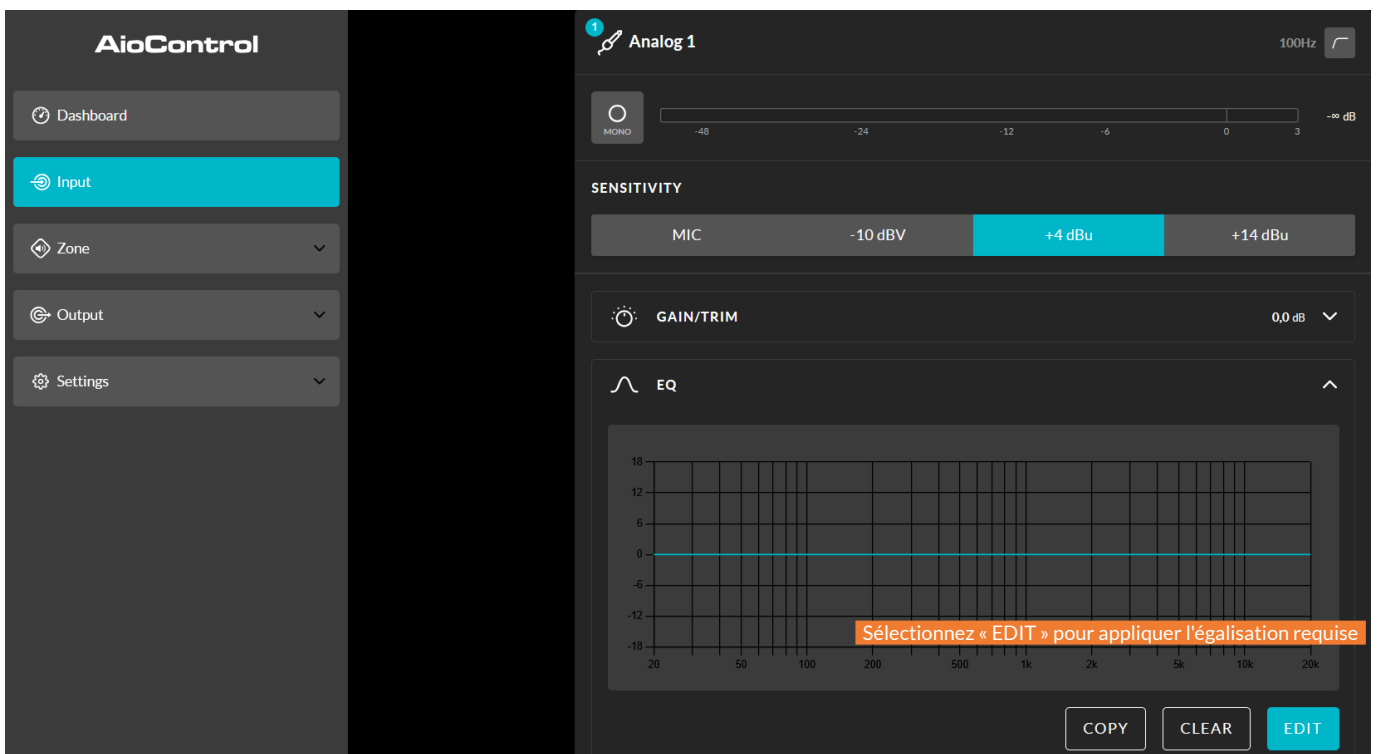 AioControl
Dashboard
Input
Zone
Output
Settings
1
Analog 1
100Hz
MONO
-48 -24 -12 -6 0 3
-∞ dB
SENSITIVITY
MIC -10 dBV +4 dBu +14 dBu
GAIN/TRIM 0,0 dB
EQ
18
12
6
0
-6
-12
Sélectionnez « EDIT » pour appliquer l'égalisation requise
-18
20 50 100 200 500 1k 2k 5k 10k 20k
COPY CLEAR EDIT